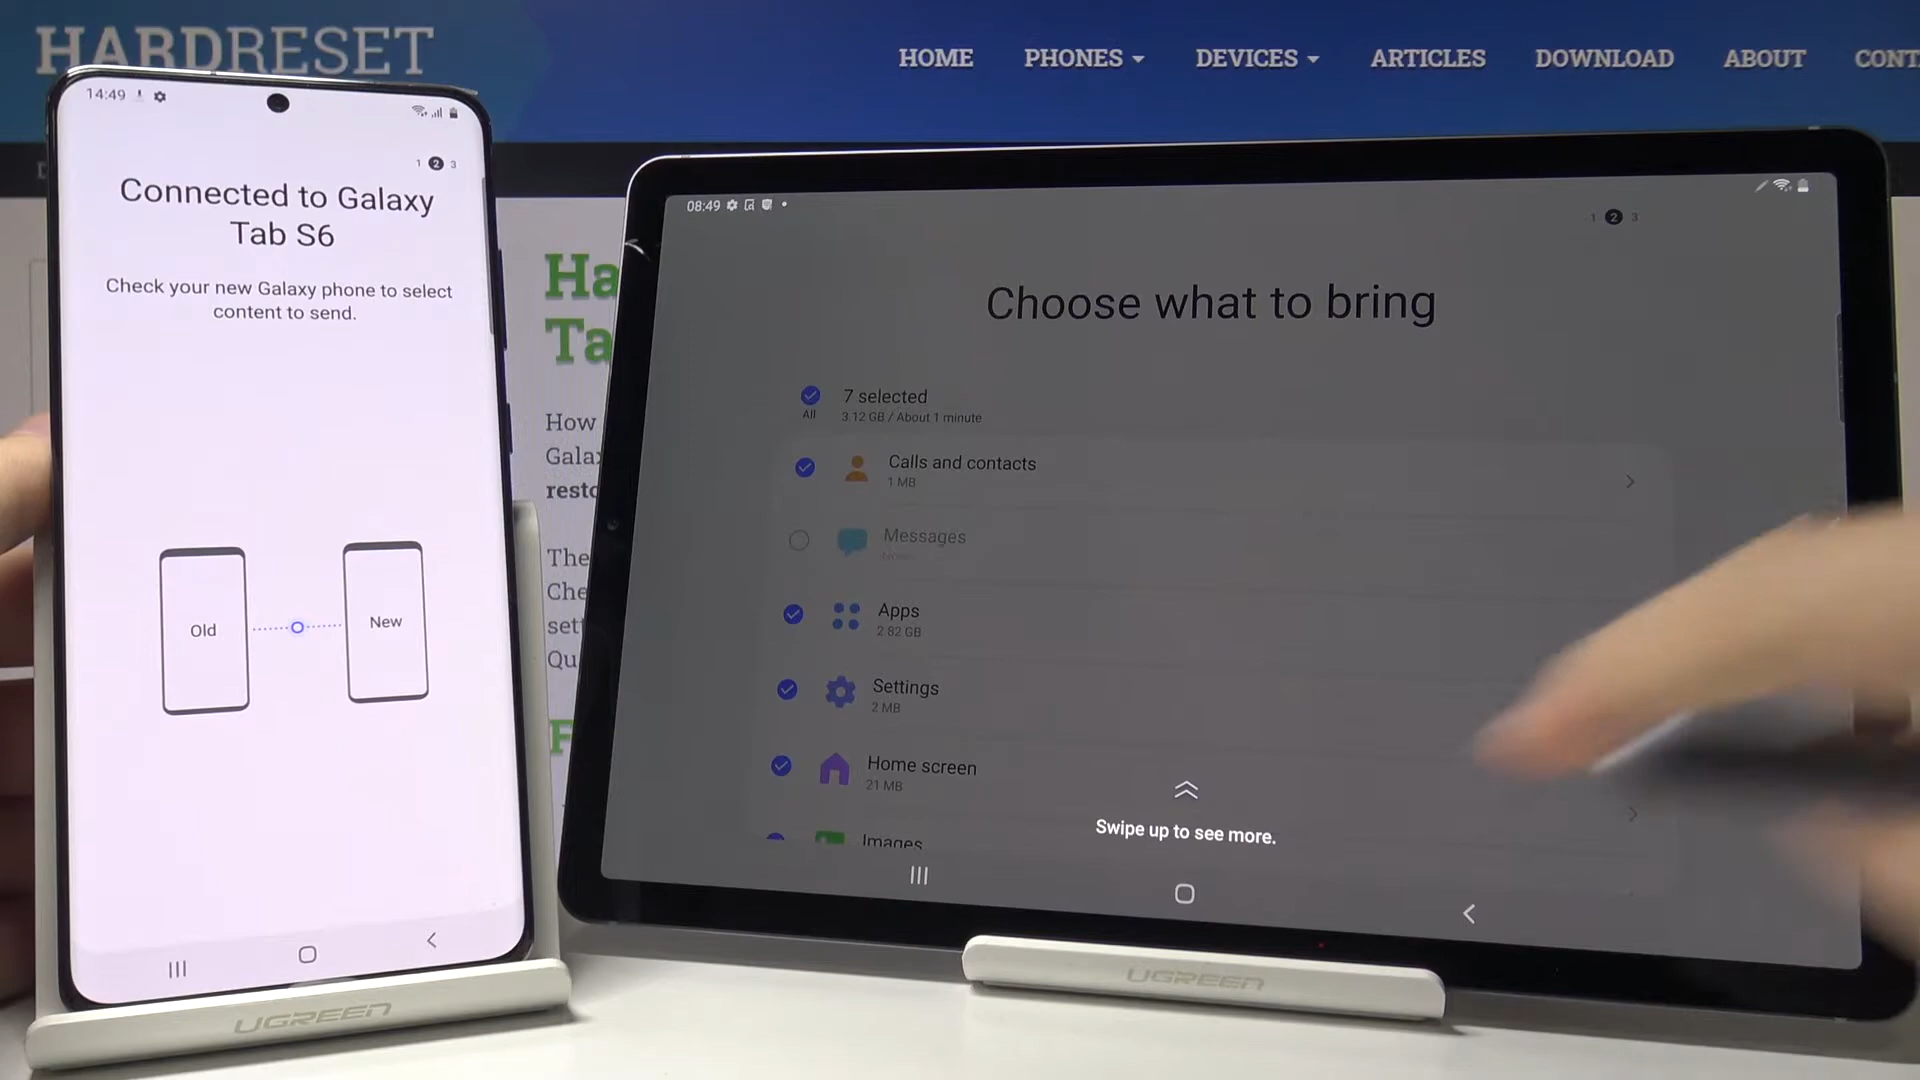 HARDRESET
HOME PHONES DEVICES ARTICLES DOWNLOAD ABOUT CONT
14:49
1 2 3
Connected to Galaxy
Tab S6
Check your new Galaxy phone to select
content to send.
Old
New
UGREEN
Ha
Ta
How
Gala
resto
The
Che
sett
Qu
F
08:49
1 2 3
Choose what to bring
7 selected
All
3.12 GB / About 1 minute
Calls and contacts
1 MB
Messages
Apps
2.82 GB
Settings
2 MB
Home screen
21 MB
Images
Swipe up to see more.
UGREEN